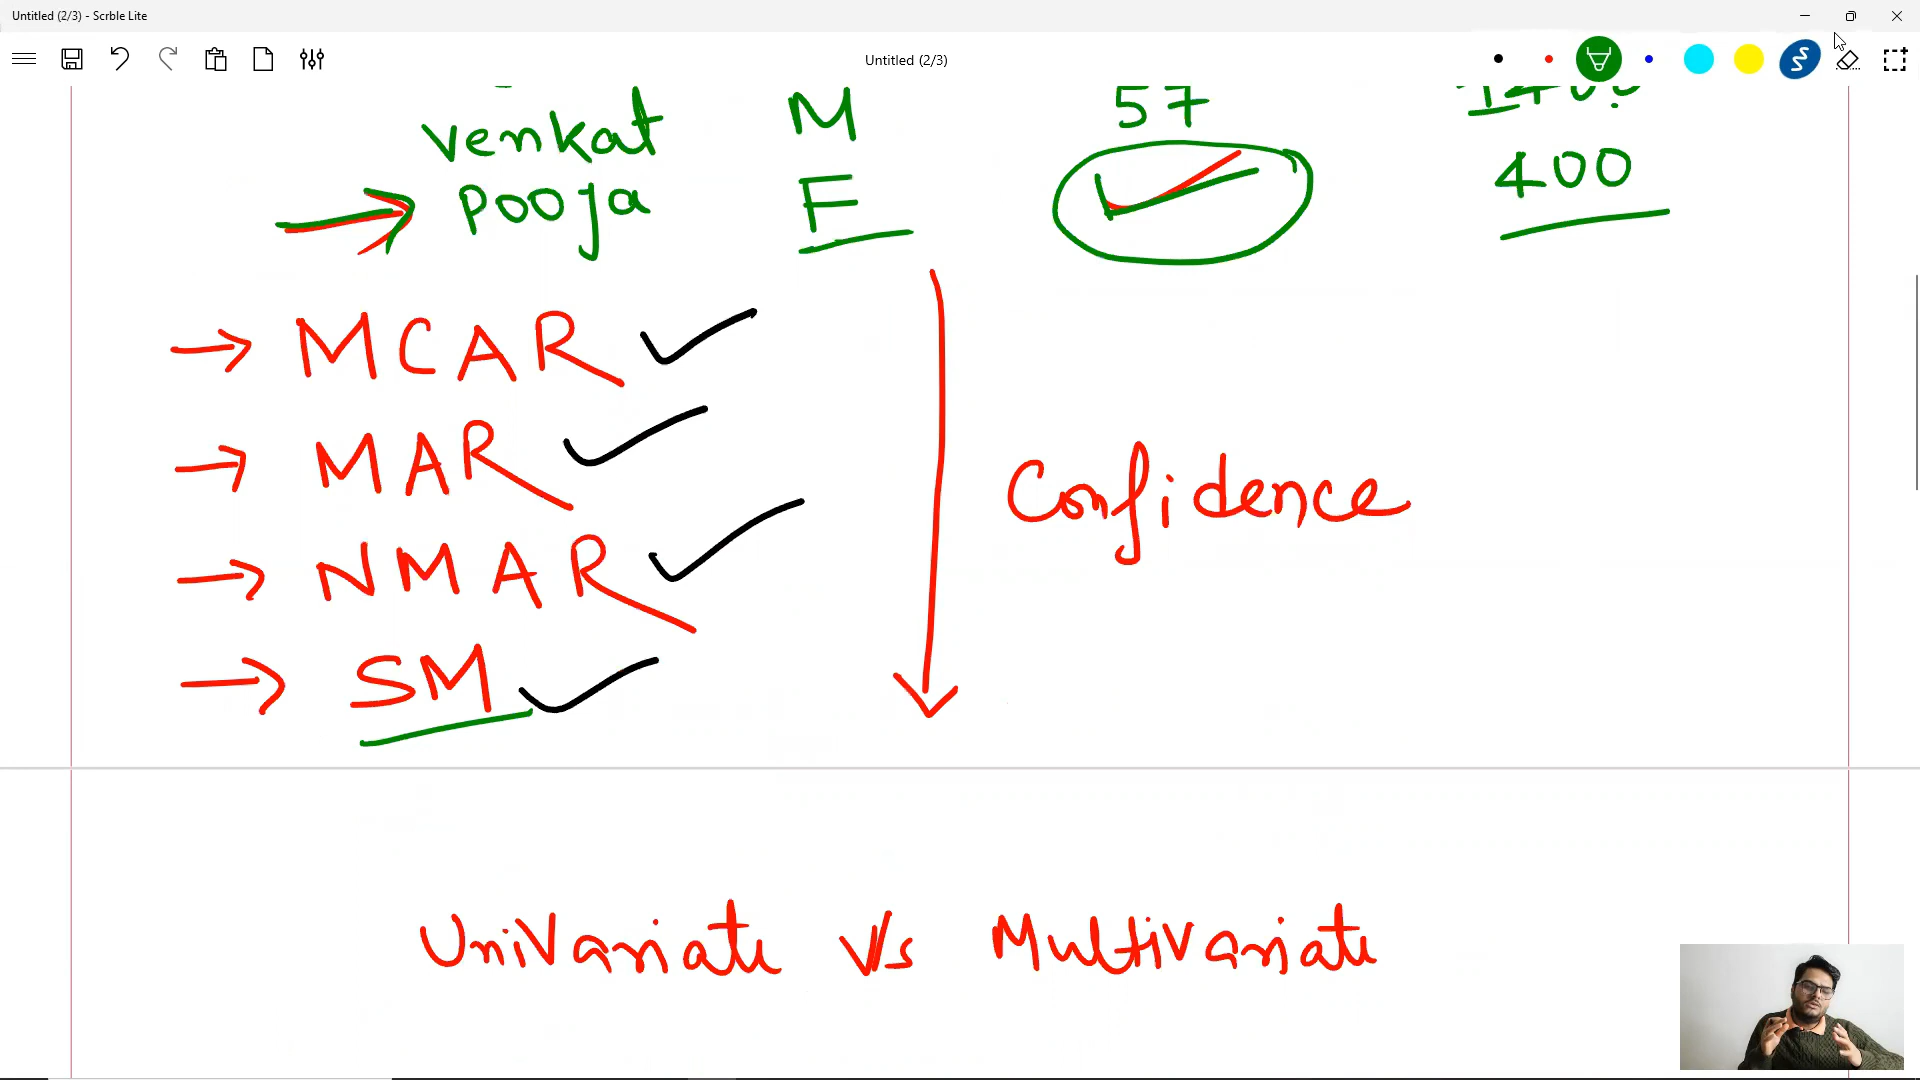 Untitled (2/3) - Scrble Lite
Untitled (2/3)
venkat M 57
pooja F 400
→ MCAR ✓
→ MAR ✓
→ NMAR ✓
→ SM ✓
Confidence
Univariate V/s Multivariate